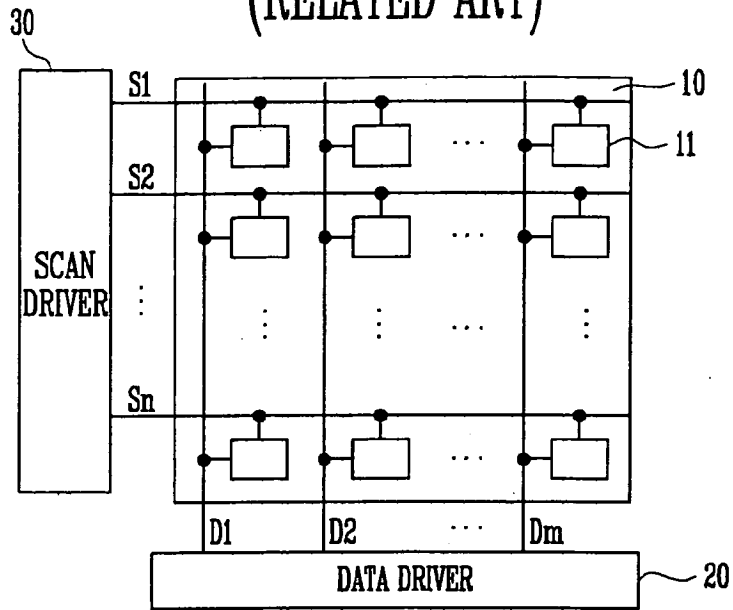 (RELATED ART)
30
S1
10
11
S2
SCAN
DRIVER
Sn
D1 D2 ... Dm
DATA DRIVER
20